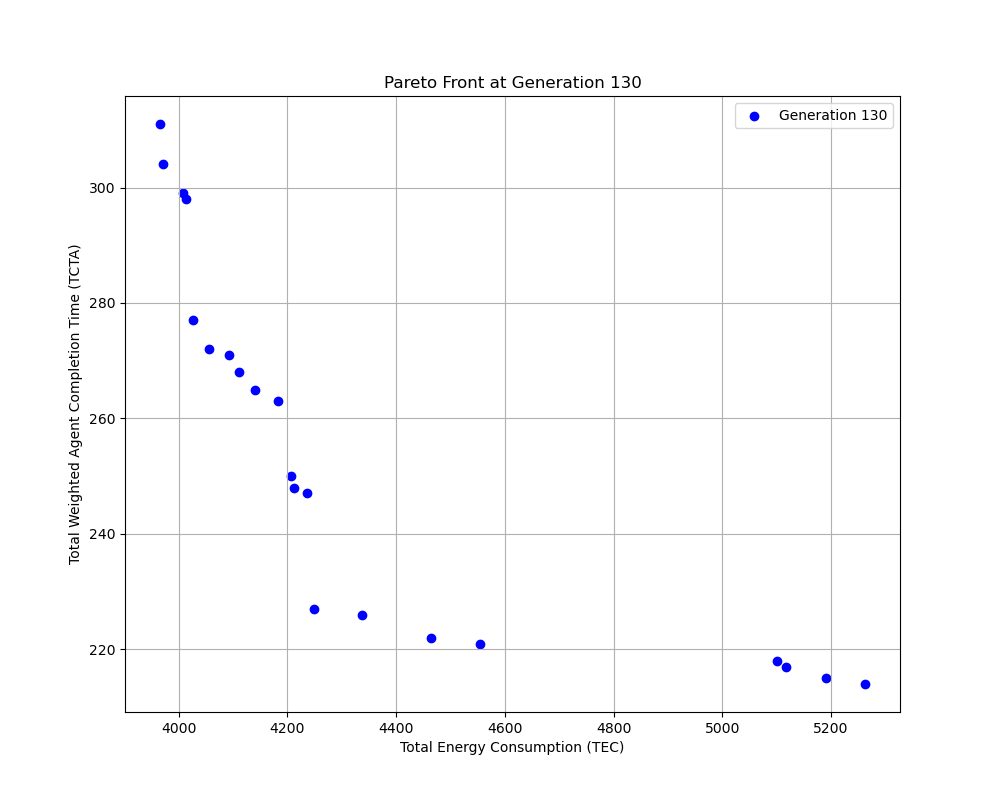 Pareto Front at Generation 130
Generation 130
Total Weighted Agent Completion Time (TCTA)
300
280
260
240
220
4000 4200 4400 4600 4800 5000 5200
Total Energy Consumption (TEC)